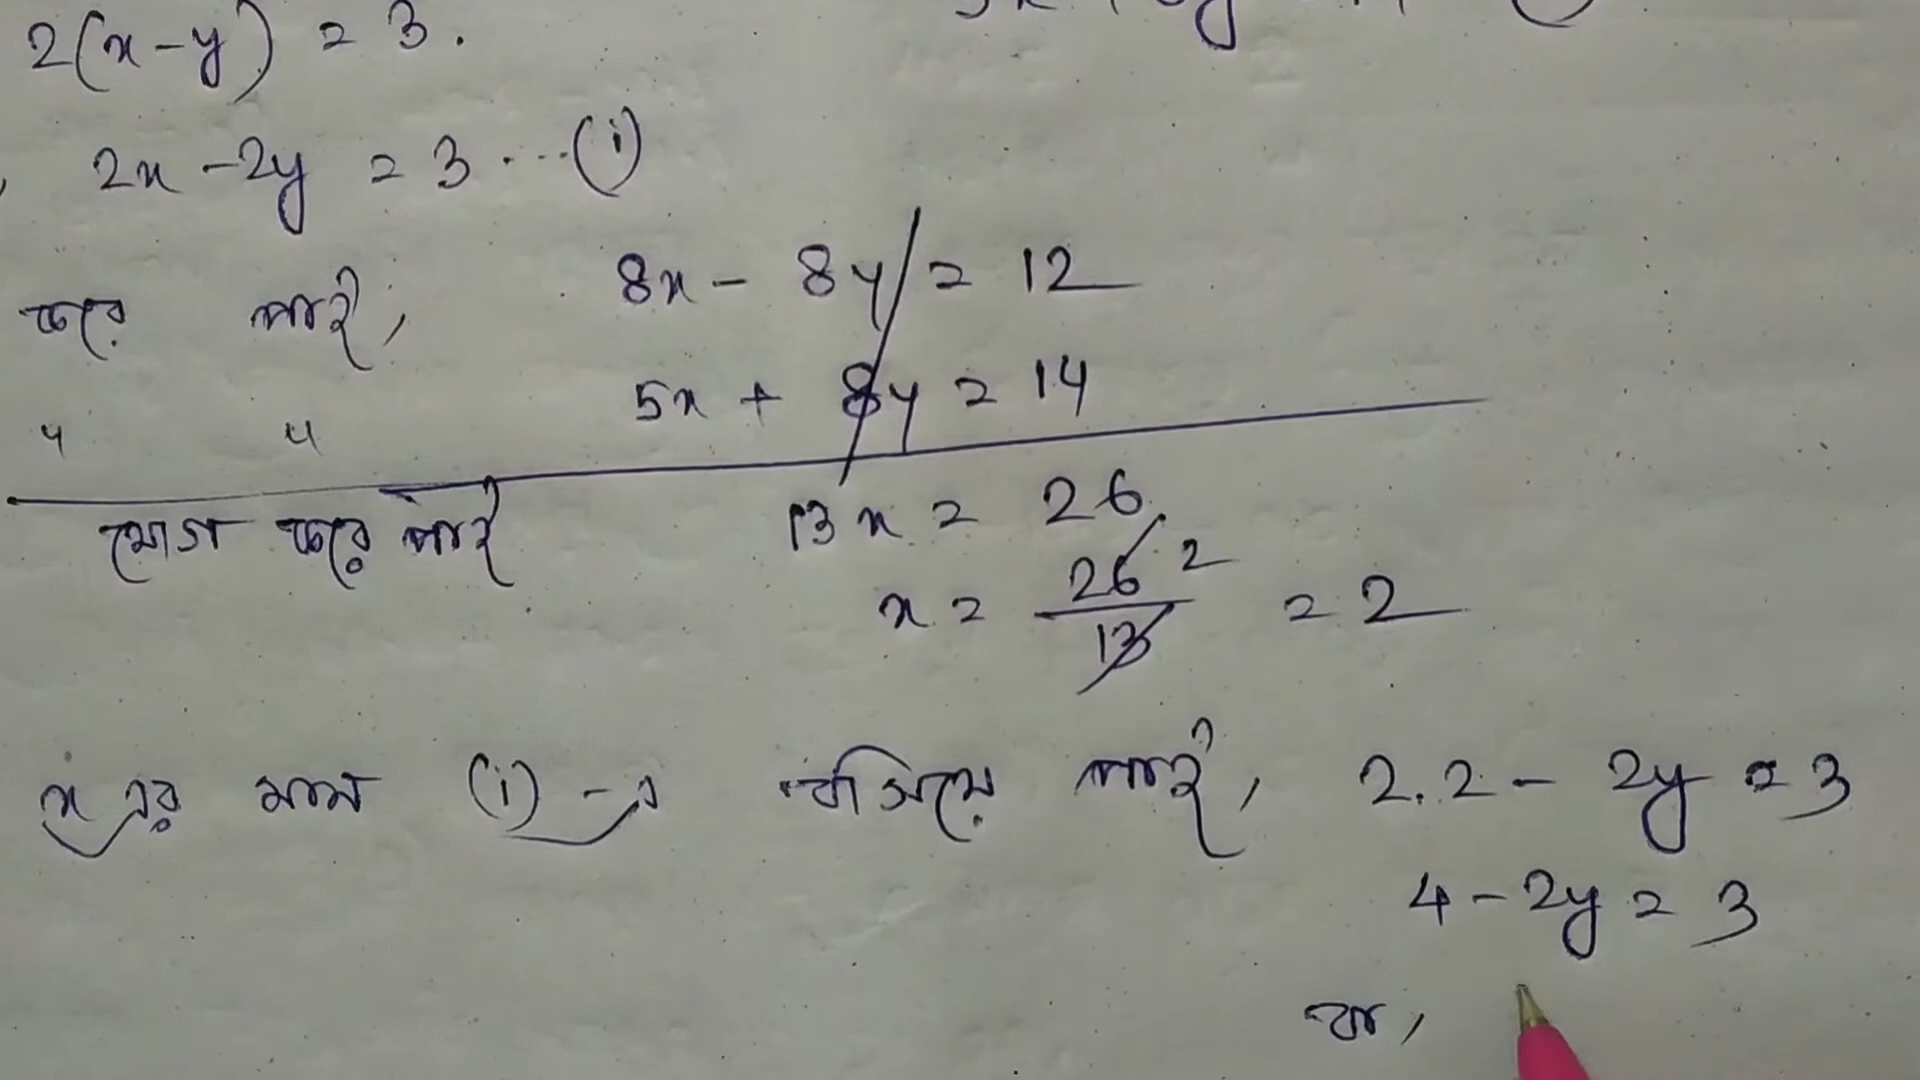 2(x-y) = 3.
2x - 2y = 3 ... (i)
করে পাই, 8x - 8y = 12
" " 5x + 8y = 14
যোগ করে পাই 13x = 26
x = 26/13 2 = 2
x এর মান (i) -এ বসিয়ে পাই, 2.2 - 2y = 3
4 - 2y = 3
বা,